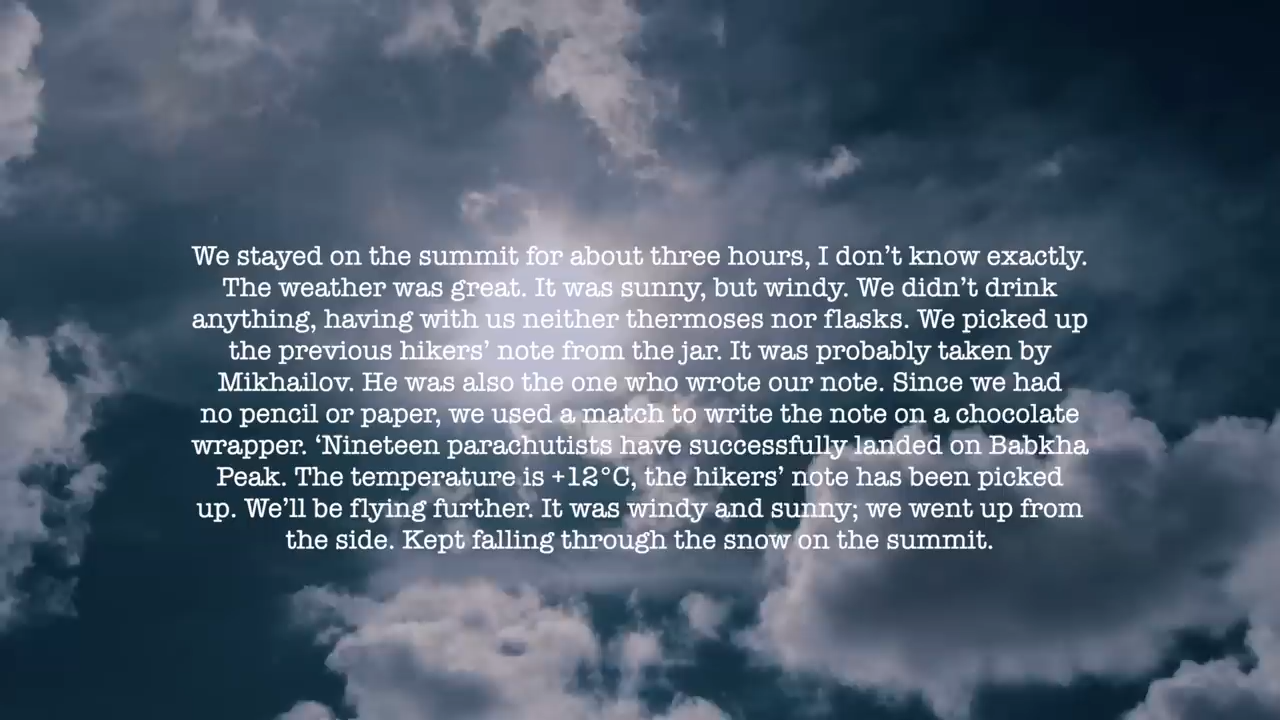 We stayed on the summit for about three hours, I don’t know exactly.
The weather was great. It was sunny, but windy. We didn’t drink
anything, having with us neither thermoses nor flasks. We picked up
the previous hikers’ note from the jar. It was probably taken by
Mikhailov. He was also the one who wrote our note. Since we had
no pencil or paper, we used a match to write the note on a chocolate
wrapper. ‘Nineteen parachutists have successfully landed on Babkha
Peak. The temperature is +12°C, the hikers’ note has been picked
up. We’ll be flying further. It was windy and sunny; we went up from
the side. Kept falling through the snow on the summit.